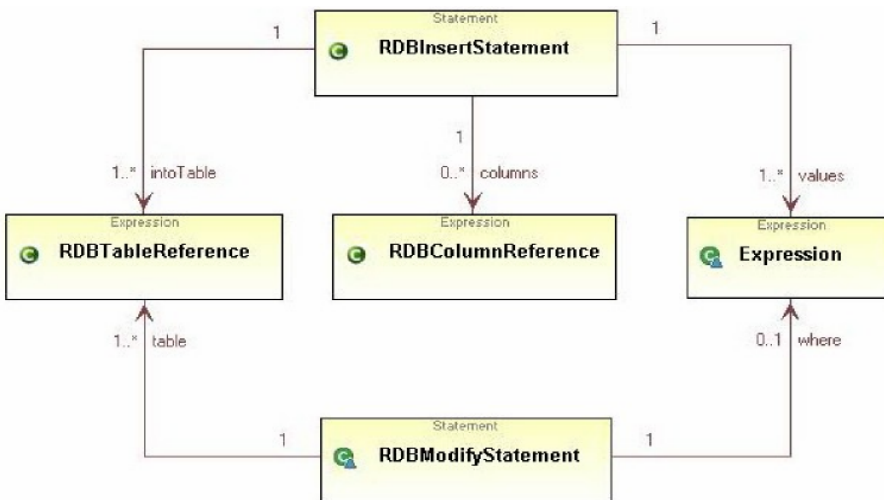 Statement
RDBInsertStatement
1
1
1
1..* intoTable
0..* columns
1..* values
Expression
RDBTableReference
Expression
RDBColumnReference
Expression
Expression
1..* table
0..1 where
1
1
Statement
RDBModifyStatement